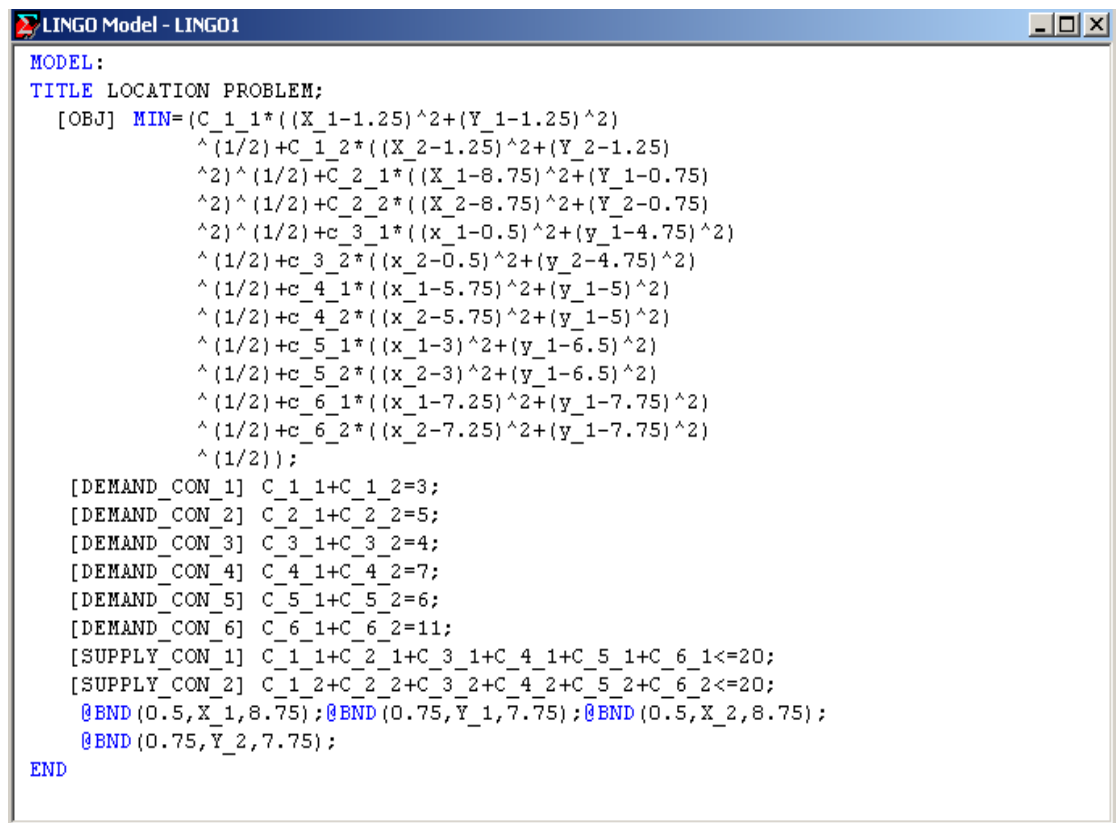 LINGO Model - LINGO1
MODEL:
TITLE LOCATION PROBLEM;
[OBJ] MIN=(C_1_1*((X_1-1.25)^2+(Y_1-1.25)^2)
^(1/2)+C_1_2*((X_2-1.25)^2+(Y_2-1.25)
^2)^(1/2)+C_2_1*((X_1-8.75)^2+(Y_1-0.75)
^2)^(1/2)+C_2_2*((X_2-8.75)^2+(Y_2-0.75)
^2)^(1/2)+c_3_1*((x_1-0.5)^2+(y_1-4.75)^2)
^(1/2)+c_3_2*((x_2-0.5)^2+(y_2-4.75)^2)
^(1/2)+c_4_1*((x_1-5.75)^2+(y_1-5)^2)
^(1/2)+c_4_2*((x_2-5.75)^2+(y_1-5)^2)
^(1/2)+c_5_1*((x_1-3)^2+(y_1-6.5)^2)
^(1/2)+c_5_2*((x_2-3)^2+(y_1-6.5)^2)
^(1/2)+c_6_1*((x_1-7.25)^2+(y_1-7.75)^2)
^(1/2)+c_6_2*((x_2-7.25)^2+(y_1-7.75)^2)
^(1/2));
[DEMAND_CON_1] C_1_1+C_1_2=3;
[DEMAND_CON_2] C_2_1+C_2_2=5;
[DEMAND_CON_3] C_3_1+C_3_2=4;
[DEMAND_CON_4] C_4_1+C_4_2=7;
[DEMAND_CON_5] C_5_1+C_5_2=6;
[DEMAND_CON_6] C_6_1+C_6_2=11;
[SUPPLY_CON_1] C_1_1+C_2_1+C_3_1+C_4_1+C_5_1+C_6_1<=20;
[SUPPLY_CON_2] C_1_2+C_2_2+C_3_2+C_4_2+C_5_2+C_6_2<=20;
@BND(0.5,X_1,8.75);@BND(0.75,Y_1,7.75);@BND(0.5,X_2,8.75);
@BND(0.75,Y_2,7.75);
END